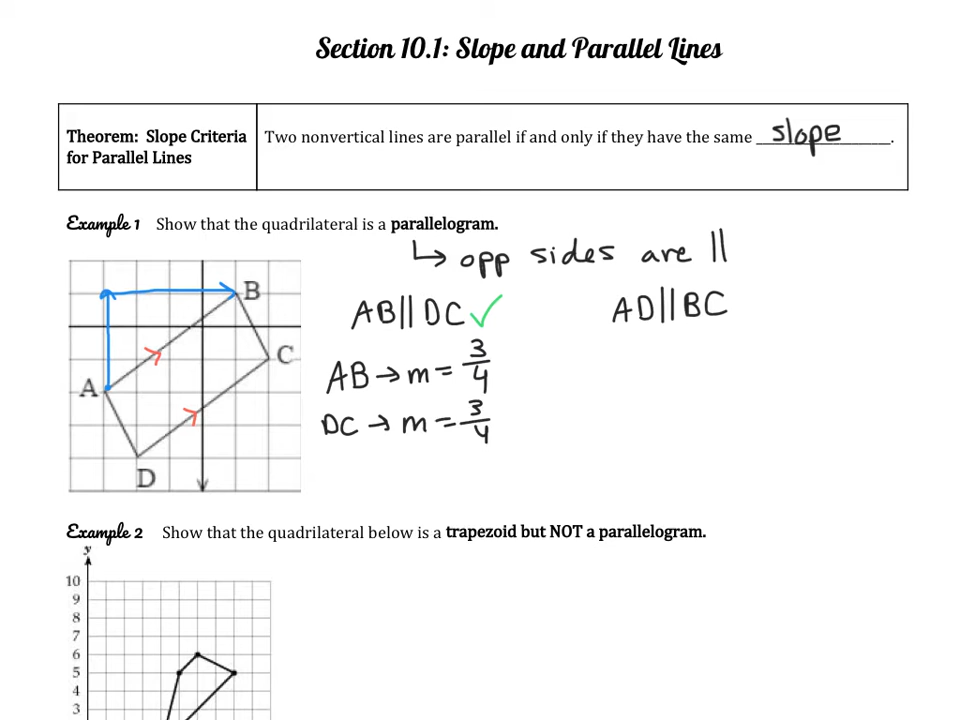 Section 10.1: Slope and Parallel Lines
Theorem: Slope Criteria for Parallel Lines
Two nonvertical lines are parallel if and only if they have the same slope.
Example 1 Show that the quadrilateral is a parallelogram.
↳ opp sides are ||
B
C
A
D
AB||DC ✓
AD||BC
AB → m = 3/4
DC → m = 3/4
Example 2 Show that the quadrilateral below is a trapezoid but NOT a parallelogram.
y
10
9
8
7
6
5
4
3